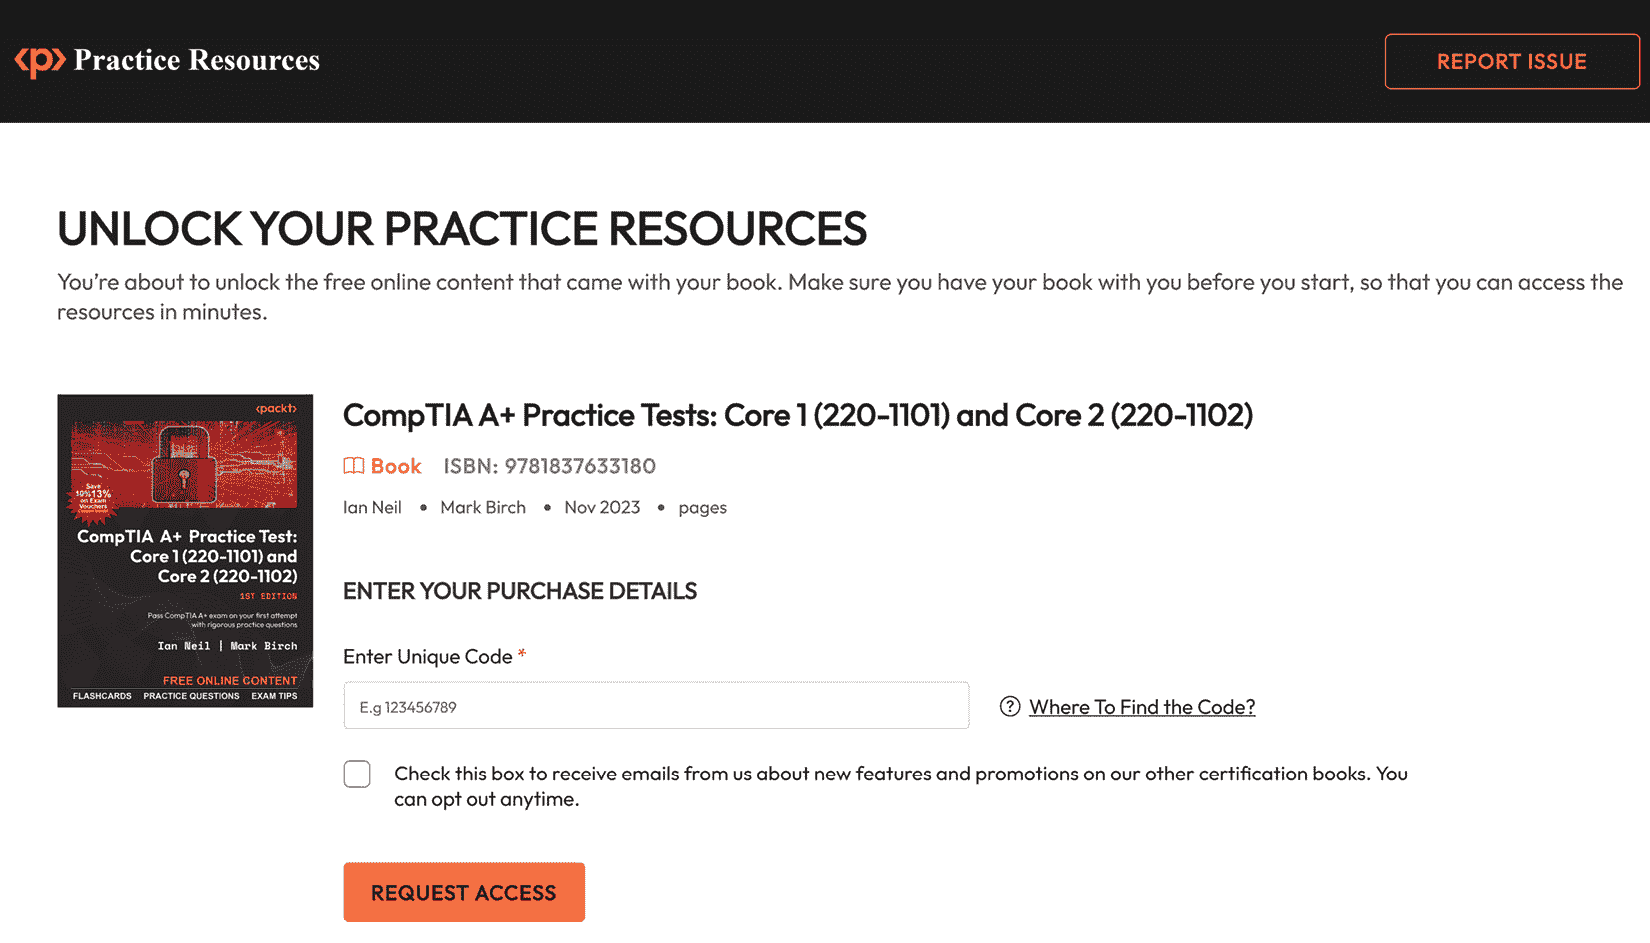 <p> Practice Resources
REPORT ISSUE
UNLOCK YOUR PRACTICE RESOURCES
You’re about to unlock the free online content that came with your book. Make sure you have your book with you before you start, so that you can access the
resources in minutes.
<packt>
Save
10%13%
on Exam
Vouchers
CompTIA A+ Practice Test:
Core 1 (220-1101) and
Core 2 (220-1102)
1ST EDITION
Pass CompTIA A+ exam on your first attempt
with rigorous practice questions
Ian Neil | Mark Birch
FREE ONLINE CONTENT
FLASHCARDS PRACTICE QUESTIONS EXAM TIPS
CompTIA A+ Practice Tests: Core 1 (220-1101) and Core 2 (220-1102)
Book ISBN: 9781837633180
Ian Neil • Mark Birch • Nov 2023 • pages
ENTER YOUR PURCHASE DETAILS
Enter Unique Code *
E.g 123456789
? Where To Find the Code?
Check this box to receive emails from us about new features and promotions on our other certification books. You
can opt out anytime.
REQUEST ACCESS